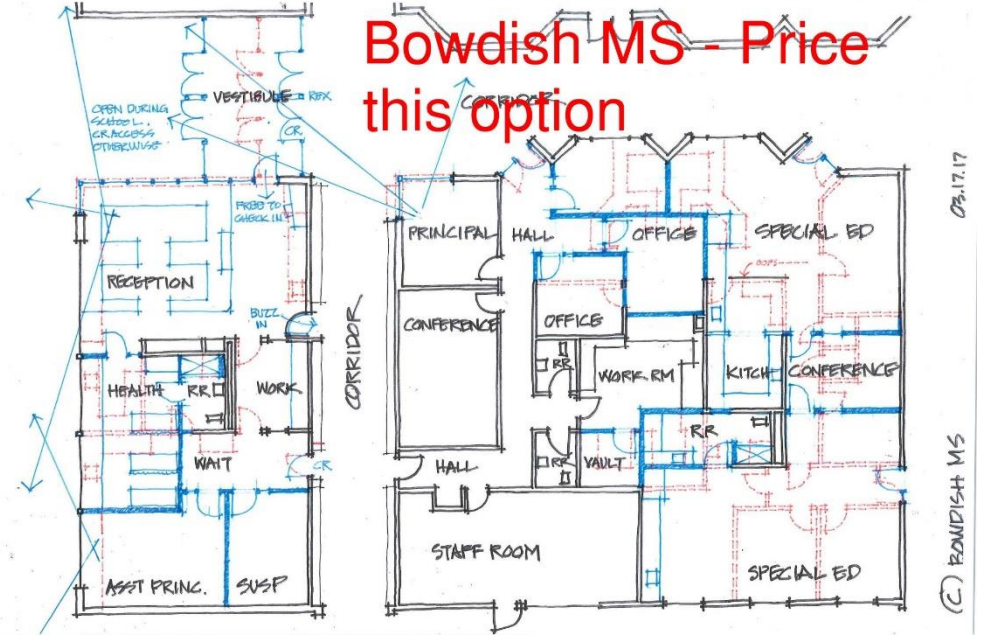 Bowdish MS - Price
this option
CORRIDOR
VESTIBULE
REX
OPEN DURING
SCHOOL.
CR ACCESS
OTHERWISE
CR
FREE TO
CHECK IN
03.17.17
PRINCIPAL
HALL
OFFICE
SPECIAL ED
OOPS
RECEPTION
BUZZ
IN
CONFERENCE
OFFICE
CORRIDOR
HEALTH
RR
WORK
RR
WORK RM
KITCH
CONFERENCE
RR
WAIT
CR
HALL
RR
VAULT
STAFF ROOM
ASST PRINC.
SUSP
SPECIAL ED
(C) BOWDISH MS